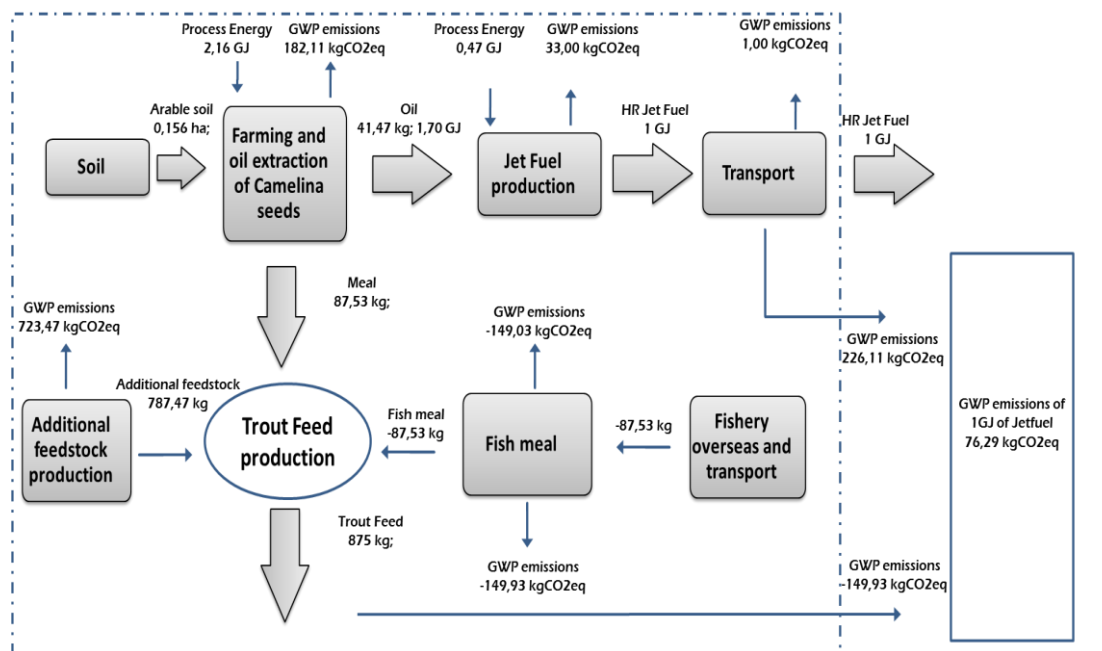 Process Energy
2,16 GJ
GWP emissions
182,11 kgCO2eq
Process Energy
0,47 GJ
GWP emissions
33,00 kgCO2eq
GWP emissions
1,00 kgCO2eq
Arable soil
0,156 ha;
Oil
41,47 kg; 1,70 GJ
HR Jet Fuel
1 GJ
HR Jet Fuel
1 GJ
Soil
Farming and
oil extraction
of Camelina
seeds
Jet Fuel
production
Transport
Meal
87,53 kg;
GWP emissions
723,47 kgCO2eq
GWP emissions
-149,03 kgCO2eq
GWP emissions
226,11 kgCO2eq
Additional feedstock
787,47 kg
Additional
feedstock
production
Trout Feed
production
Fish meal
-87,53 kg
Fish meal
-87,53 kg
Fishery
overseas and
transport
GWP emissions of
1GJ of Jetfuel
76,29 kgCO2eq
Trout Feed
875 kg;
GWP emissions
-149,93 kgCO2eq
GWP emissions
-149,93 kgCO2eq